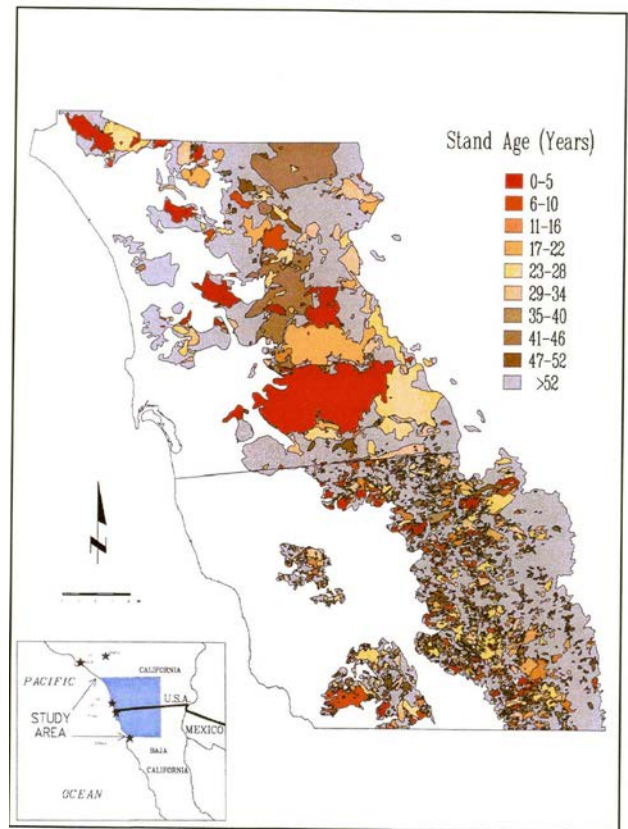 Stand Age (Years)
0-5
6-10
11-16
17-22
23-28
29-34
35-40
41-46
47-52
>52
N
CALIFORNIA
PACIFIC
U.S.A.
STUDY
AREA
MEXICO
BAJA
CALIFORNIA
OCEAN